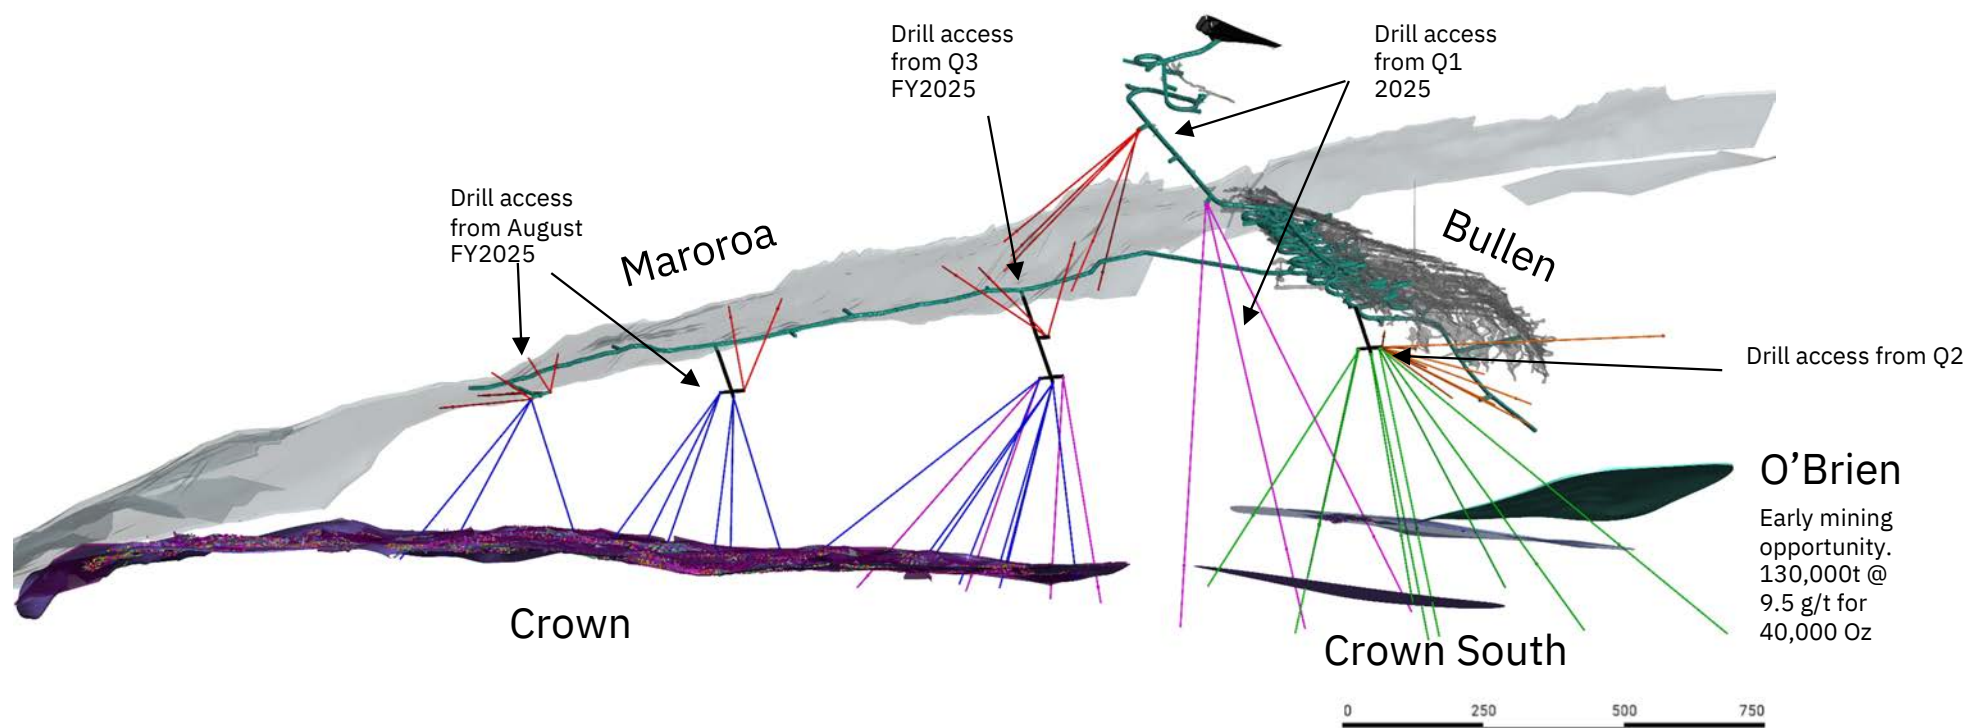 Drill access
from Q3
FY2025
Drill access
from Q1
2025
Drill access
from August
FY2025
Maroroa
Bullen
Drill access from Q2
O’Brien
Early mining
opportunity.
130,000t @
9.5 g/t for
40,000 Oz
Crown
Crown South
0 250 500 750